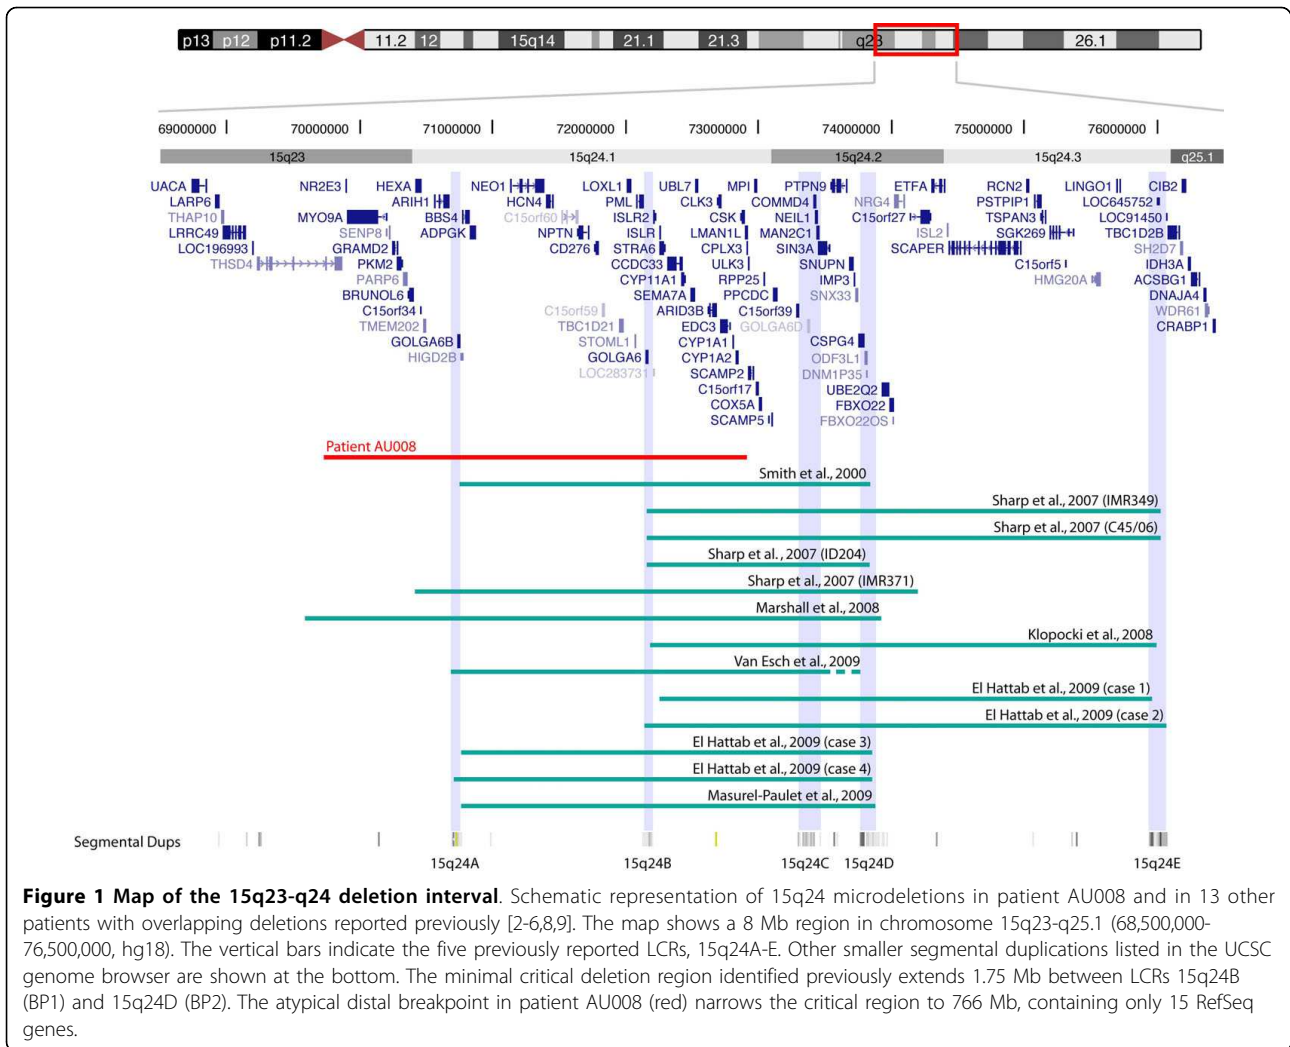 p13 p12 p11.2 11.2 12 15q14 21.1 21.3 q23 26.1
69000000 70000000 71000000 72000000 73000000 74000000 75000000 76000000
15q23 15q24.1 15q24.2 15q24.3 q25.1
UACA NR2E3 HEXA NEO1 LOXL1 UBL7 MPI PTPN9 ETFA RCN2 LINGO1 CIB2
LARP6 ARIH1 HCN4 PML CLK3 COMMD4 NRG4 PSTPIP1 LOC645752
THAP10 MYO9A BBS4 C15orf60 ISLR2 CSK NEIL1 C15orf27 TSPAN3 LOC91450
LRRC49 SENP8 ADPGK NPTN ISLR LMAN1L MAN2C1 ISL2 SGK269 TBC1D2B
LOC196993 GRAMD2 CD276 STRA6 CPLX3 SIN3A SCAPER SH2D7
THSD4 PKM2 CCDC33 ULK3 SNUPN C15orf5 IDH3A
PARP6 CYP11A1 RPP25 IMP3 HMG20A ACSBG1
BRUNOL6 SEMA7A PPCDC SNX33 DNAJA4
C15orf34 C15orf59 ARID3B C15orf39 WDR61
TMEM202 TBC1D21 EDC3 GOLGA6D CRABP1
GOLGA6B STOML1 CYP1A1 CSPG4
HIGD2B GOLGA6 CYP1A2 ODF3L1
LOC283731 SCAMP2 DNM1P35
C15orf17 UBE2Q2
COX5A FBXO22
SCAMP5 FBXO22OS
Patient AU008
Smith et al., 2000
Sharp et al., 2007 (IMR349)
Sharp et al., 2007 (C45/06)
Sharp et al., 2007 (ID204)
Sharp et al., 2007 (IMR371)
Marshall et al., 2008
Klopocki et al., 2008
Van Esch et al., 2009
El Hattab et al., 2009 (case 1)
El Hattab et al., 2009 (case 2)
El Hattab et al., 2009 (case 3)
El Hattab et al., 2009 (case 4)
Masurel-Paulet et al., 2009
Segmental Dups
15q24A 15q24B 15q24C 15q24D 15q24E
Figure 1 Map of the 15q23-q24 deletion interval. Schematic representation of 15q24 microdeletions in patient AU008 and in 13 other
patients with overlapping deletions reported previously [2-6,8,9]. The map shows a 8 Mb region in chromosome 15q23-q25.1 (68,500,000-
76,500,000, hg18). The vertical bars indicate the five previously reported LCRs, 15q24A-E. Other smaller segmental duplications listed in the UCSC
genome browser are shown at the bottom. The minimal critical deletion region identified previously extends 1.75 Mb between LCRs 15q24B
(BP1) and 15q24D (BP2). The atypical distal breakpoint in patient AU008 (red) narrows the critical region to 766 Mb, containing only 15 RefSeq
genes.